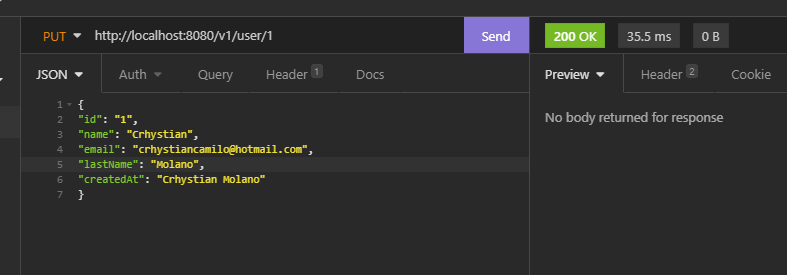 PUT http://localhost:8080/v1/user/1 Send 200 OK 35.5 ms 0 B
JSON Auth Query Header 1 Docs Preview Header 2 Cookie
1 {
2 "id": "1",
3 "name": "Crhystian",
4 "email": "crhystiancamilo@hotmail.com",
5 "lastName": "Molano",
6 "createdAt": "Crhystian Molano"
7 }
No body returned for response